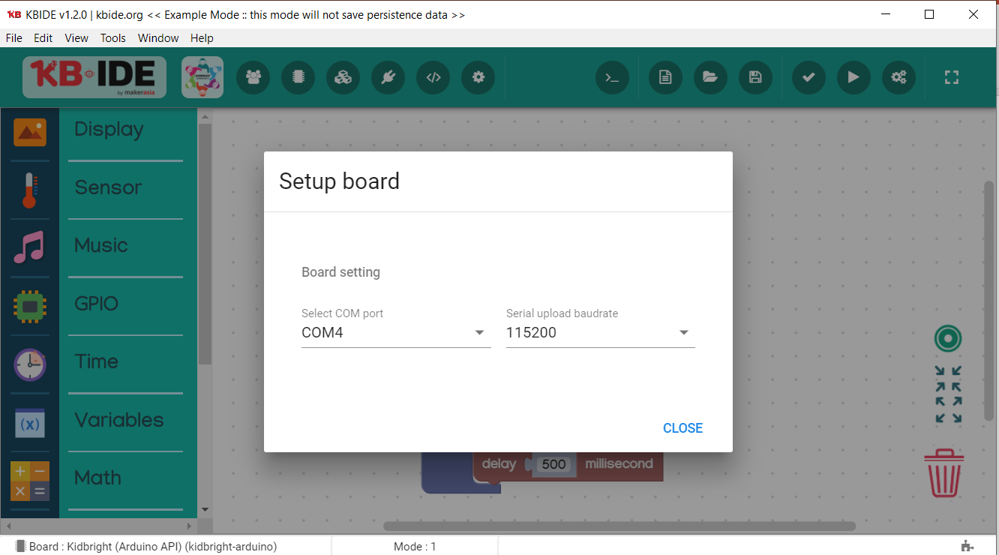 KBIDE v1.2.0 | kbide.org << Example Mode :: this mode will not save persistence data >>
File Edit View Tools Window Help
KB IDE
by makerasia
Display
Sensor
Music
GPIO
Time
(x) Variables
Math
Setup board
Board setting
Select COM port
COM4
Serial upload baudrate
115200
CLOSE
delay 500 millisecond
Board : Kidbright (Arduino API) (kidbright-arduino)
Mode : 1